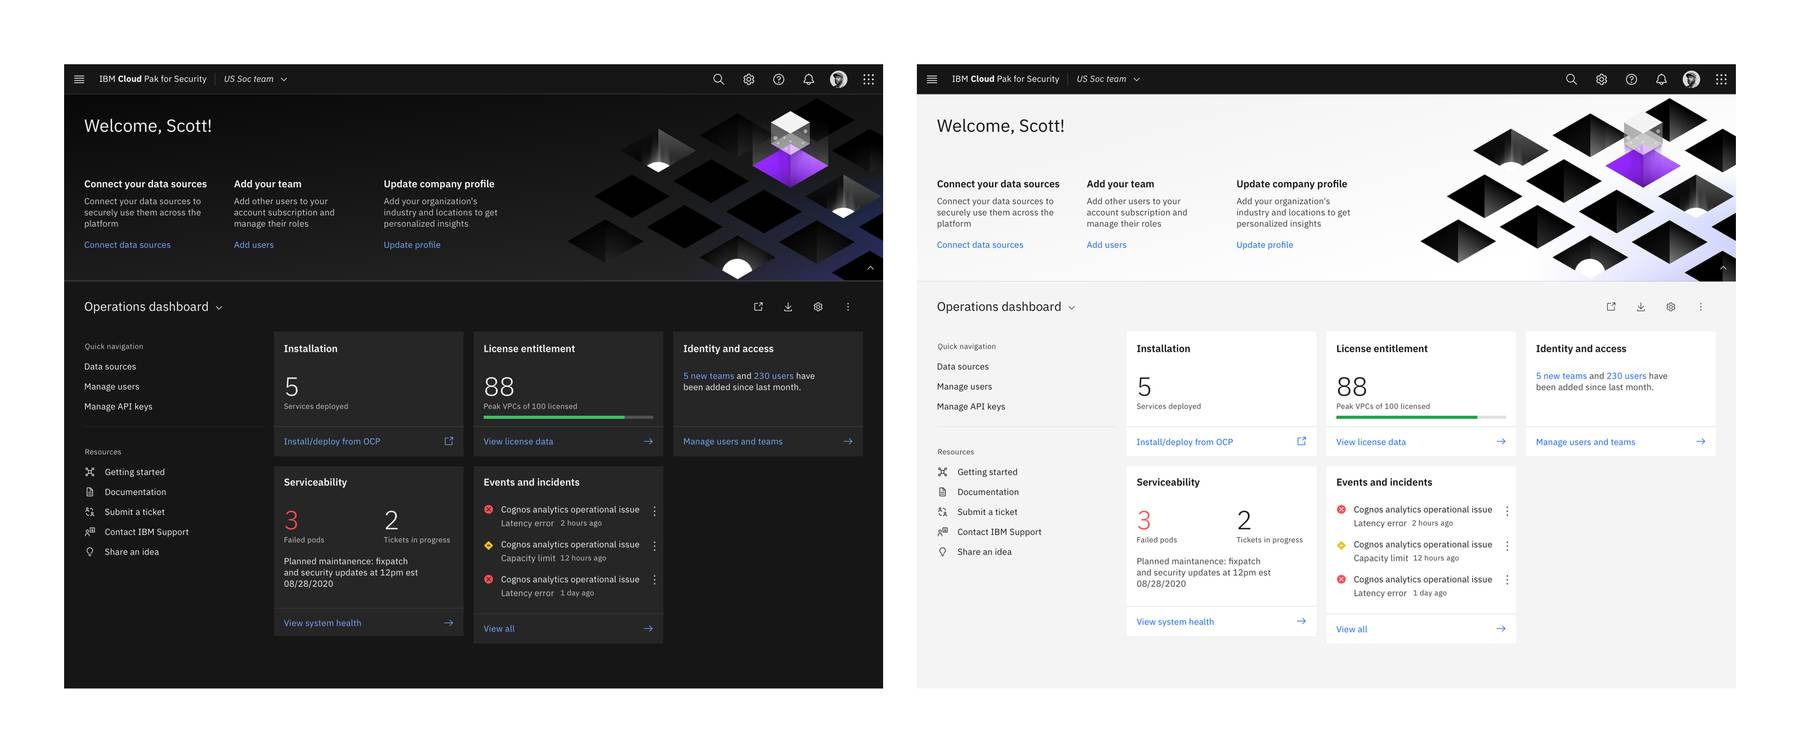 IBM Cloud Pak for Security US Soc team
Welcome, Scott!
Connect your data sources
Connect your data sources to
securely use them across the
platform
Connect data sources
Add your team
Add other users to your
account subscription and
manage their roles
Add users
Update company profile
Add your organization's
industry and locations to get
personalized insights
Update profile
Operations dashboard
Quick navigation
Data sources
Manage users
Manage API keys
Resources
Getting started
Documentation
Submit a ticket
Contact IBM Support
Share an idea
Installation
5
Services deployed
Install/deploy from OCP
License entitlement
88
Peak VPCs of 100 licensed
View license data
Identity and access
5 new teams and 230 users have
been added since last month.
Manage users and teams
Serviceability
3
Failed pods
2
Tickets in progress
Planned maintanence: fixpatch
and security updates at 12pm est
08/28/2020
View system health
Events and incidents
Cognos analytics operational issue
Latency error 2 hours ago
Cognos analytics operational issue
Capacity limit 12 hours ago
Cognos analytics operational issue
Latency error 1 day ago
View all
IBM Cloud Pak for Security US Soc team
Welcome, Scott!
Connect your data sources
Connect your data sources to
securely use them across the
platform
Connect data sources
Add your team
Add other users to your
account subscription and
manage their roles
Add users
Update company profile
Add your organization's
industry and locations to get
personalized insights
Update profile
Operations dashboard
Quick navigation
Data sources
Manage users
Manage API keys
Resources
Getting started
Documentation
Submit a ticket
Contact IBM Support
Share an idea
Installation
5
Services deployed
Install/deploy from OCP
License entitlement
88
Peak VPCs of 100 licensed
View license data
Identity and access
5 new teams and 230 users have
been added since last month.
Manage users and teams
Serviceability
3
Failed pods
2
Tickets in progress
Planned maintanence: fixpatch
and security updates at 12pm est
08/28/2020
View system health
Events and incidents
Cognos analytics operational issue
Latency error 2 hours ago
Cognos analytics operational issue
Capacity limit 12 hours ago
Cognos analytics operational issue
Latency error 1 day ago
View all